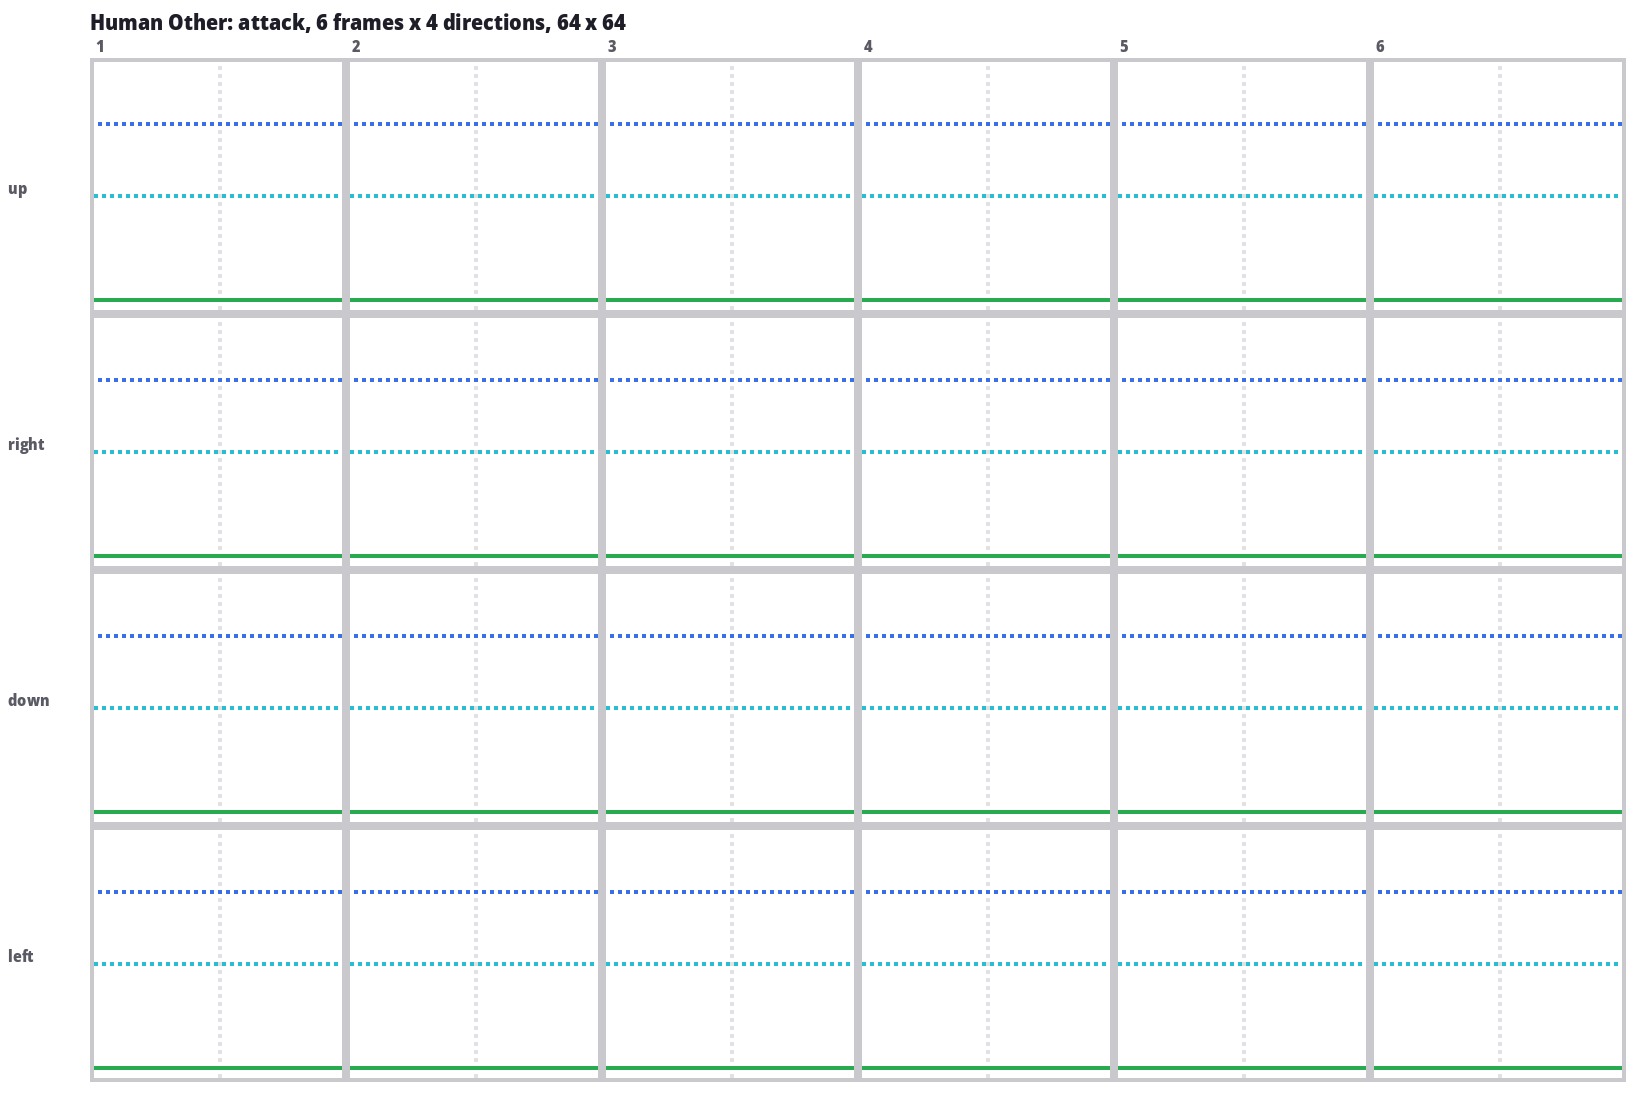 Human Other: attack, 6 frames x 4 directions, 64 x 64
1 2 3 4 5 6
up
right
down
left